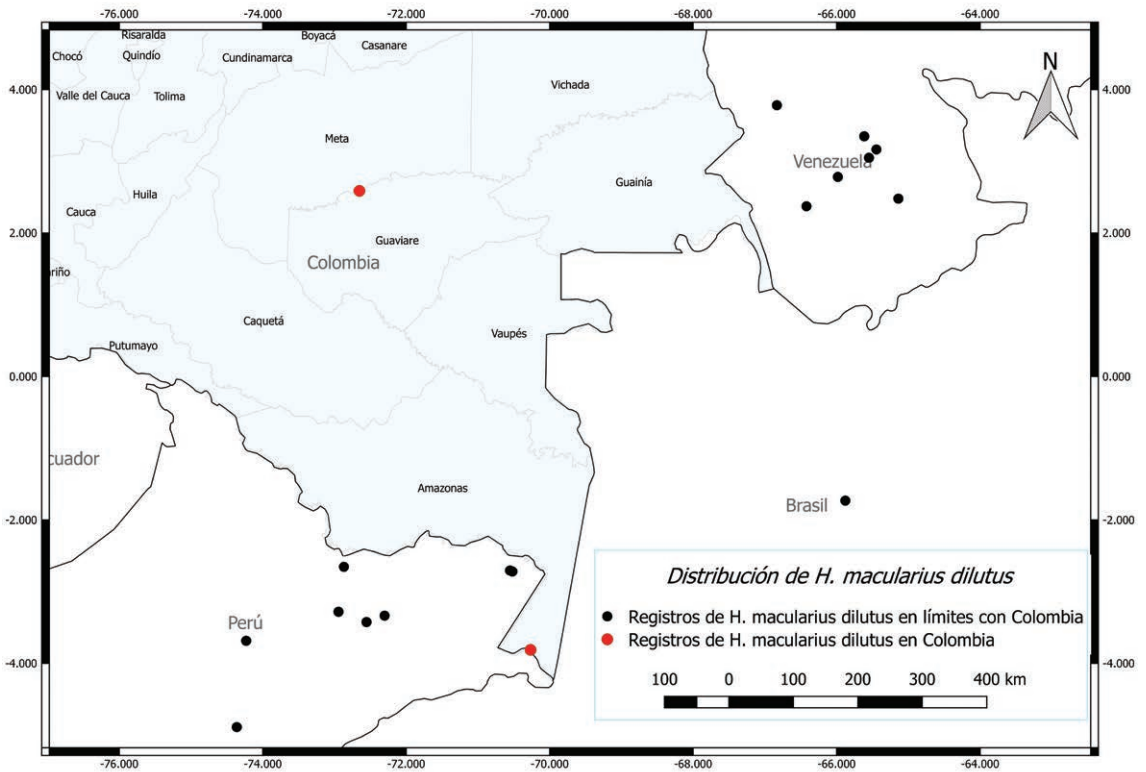 -76.000 -74.000 -72.000 -70.000 -68.000 -66.000 -64.000
Risaralda
Boyacá
Casanare
Chocó
Quindío
Cundinamarca
N
Vichada
4.000
Valle del Cauca
Tolima
4.000
Meta
Venezuela
Huila
Guainía
Cauca
2.000
Guaviare
2.000
Colombia
riño
Caquetá
Vaupés
Putumayo
0.000
0.000
cuador
Amazonas
-2.000
Brasil
-2.000
Distribución de H. macularius dilutus
Registros de H. macularius dilutus en límites con Colombia
Perú
Registros de H. macularius dilutus en Colombia
-4.000
-4.000
100 0 100 200 300 400 km
-76.000 -74.000 -72.000 -70.000 -68.000 -66.000 -64.000